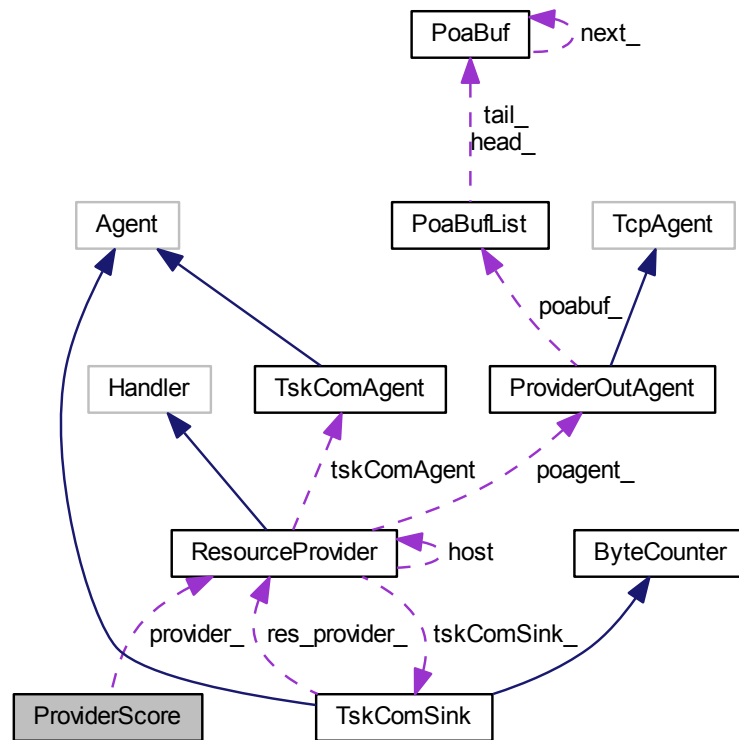 PoaBuf
next_
tail_
head_
Agent
PoaBufList
TcpAgent
poabuf_
Handler
TskComAgent
ProviderOutAgent
tskComAgent
poagent_
ResourceProvider
host
ByteCounter
provider_
res_provider_
tskComSink_
ProviderScore
TskComSink